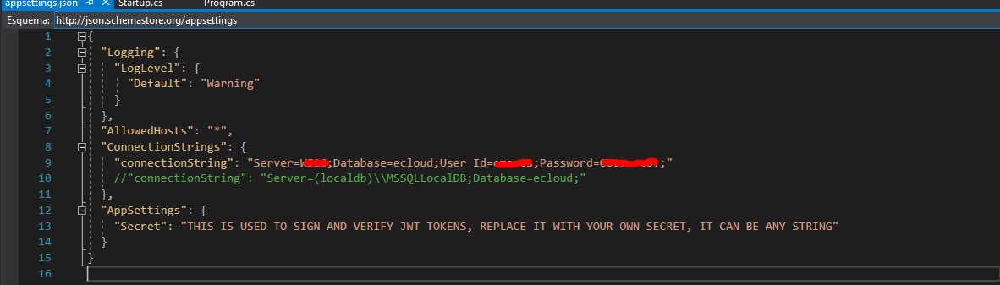 appsettings.json Startup.cs Program.cs
Esquema: http://json.schemastore.org/appsettings
1 {
2 "Logging": {
3 "LogLevel": {
4 "Default": "Warning"
5 }
6 },
7 "AllowedHosts": "*",
8 "ConnectionStrings": {
9 "connectionString": "Server=;Database=ecloud;User Id=;Password=;"
10 //"connectionString": "Server=(localdb)\\MSSQLLocalDB;Database=ecloud;"
11 },
12 "AppSettings": {
13 "Secret": "THIS IS USED TO SIGN AND VERIFY JWT TOKENS, REPLACE IT WITH YOUR OWN SECRET, IT CAN BE ANY STRING"
14 }
15 }
16